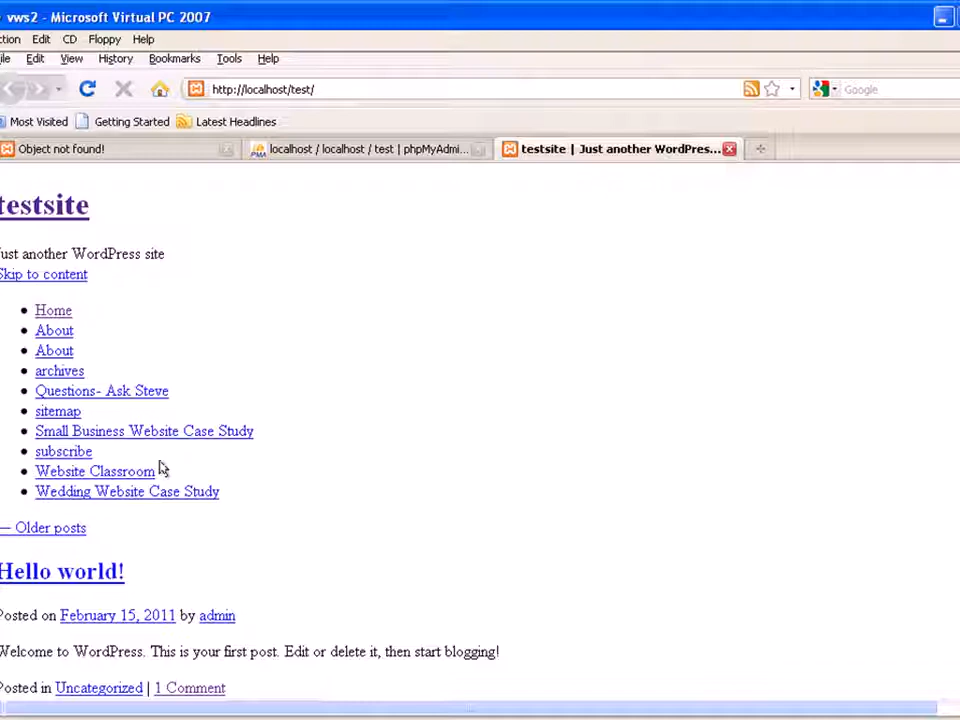 vws2 - Microsoft Virtual PC 2007
ction Edit CD Floppy Help
ile Edit View History Bookmarks Tools Help
http://localhost/test/
Google
Most Visited Getting Started Latest Headlines
Object not found!
localhost / localhost / test | phpMyAdmi...
testsite | Just another WordPres...
testsite
Just another WordPress site
Skip to content
Home
About
About
archives
Questions- Ask Steve
sitemap
Small Business Website Case Study
subscribe
Website Classroom
Wedding Website Case Study
— Older posts
Hello world!
Posted on February 15, 2011 by admin
Welcome to WordPress. This is your first post. Edit or delete it, then start blogging!
Posted in Uncategorized | 1 Comment